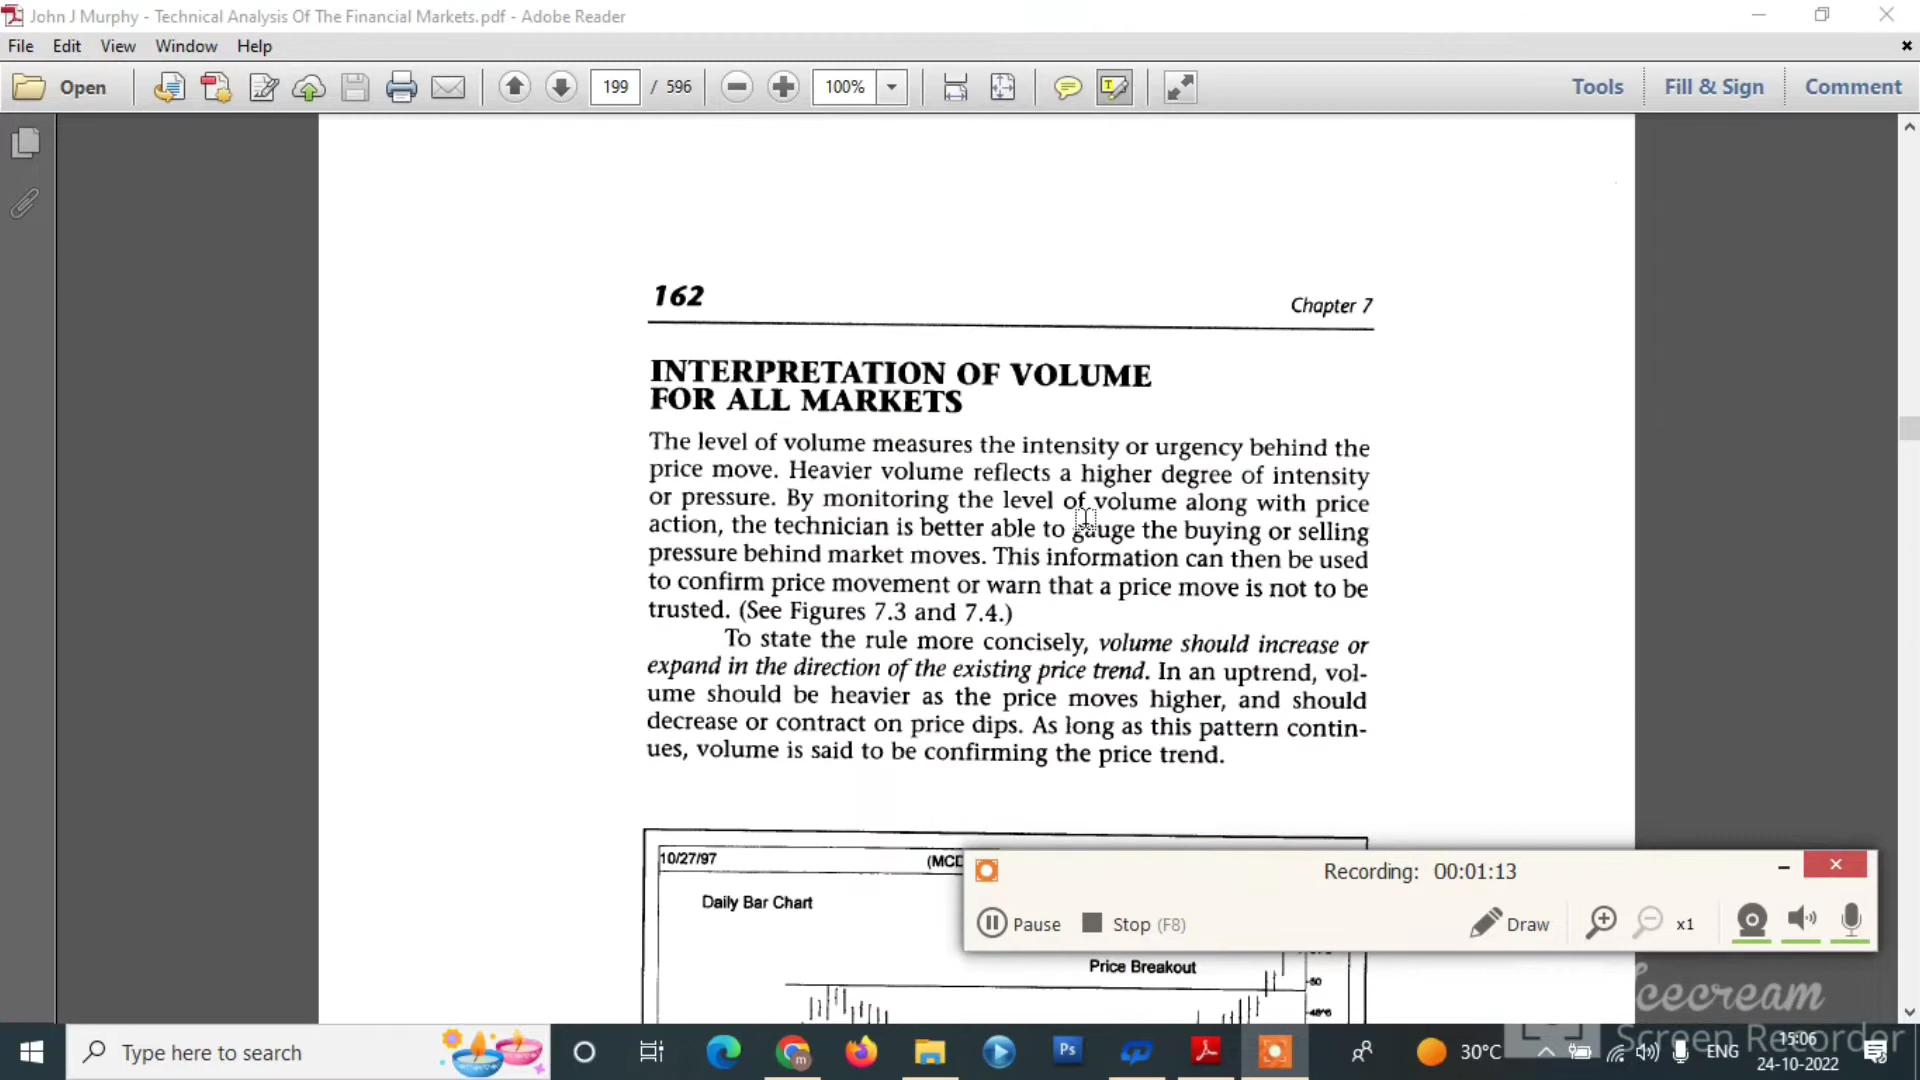 John J Murphy - Technical Analysis Of The Financial Markets.pdf - Adobe Reader
File Edit View Window Help
Open 199 / 596 100% Tools Fill & Sign Comment
162 Chapter 7
INTERPRETATION OF VOLUME
FOR ALL MARKETS
The level of volume measures the intensity or urgency behind the
price move. Heavier volume reflects a higher degree of intensity
or pressure. By monitoring the level of volume along with price
action, the technician is better able to gauge the buying or selling
pressure behind market moves. This information can then be used
to confirm price movement or warn that a price move is not to be
trusted. (See Figures 7.3 and 7.4.)
To state the rule more concisely, volume should increase or
expand in the direction of the existing price trend. In an uptrend, vol-
ume should be heavier as the price moves higher, and should
decrease or contract on price dips. As long as this pattern contin-
ues, volume is said to be confirming the price trend.
10/27/97 (MCD
Daily Bar Chart
Recording: 00:01:13
Pause Stop (F8) Draw x1
Price Breakout
50
Icecream
Screen Recorder
Type here to search
Ps
30°C
ENG
15:06
24-10-2022